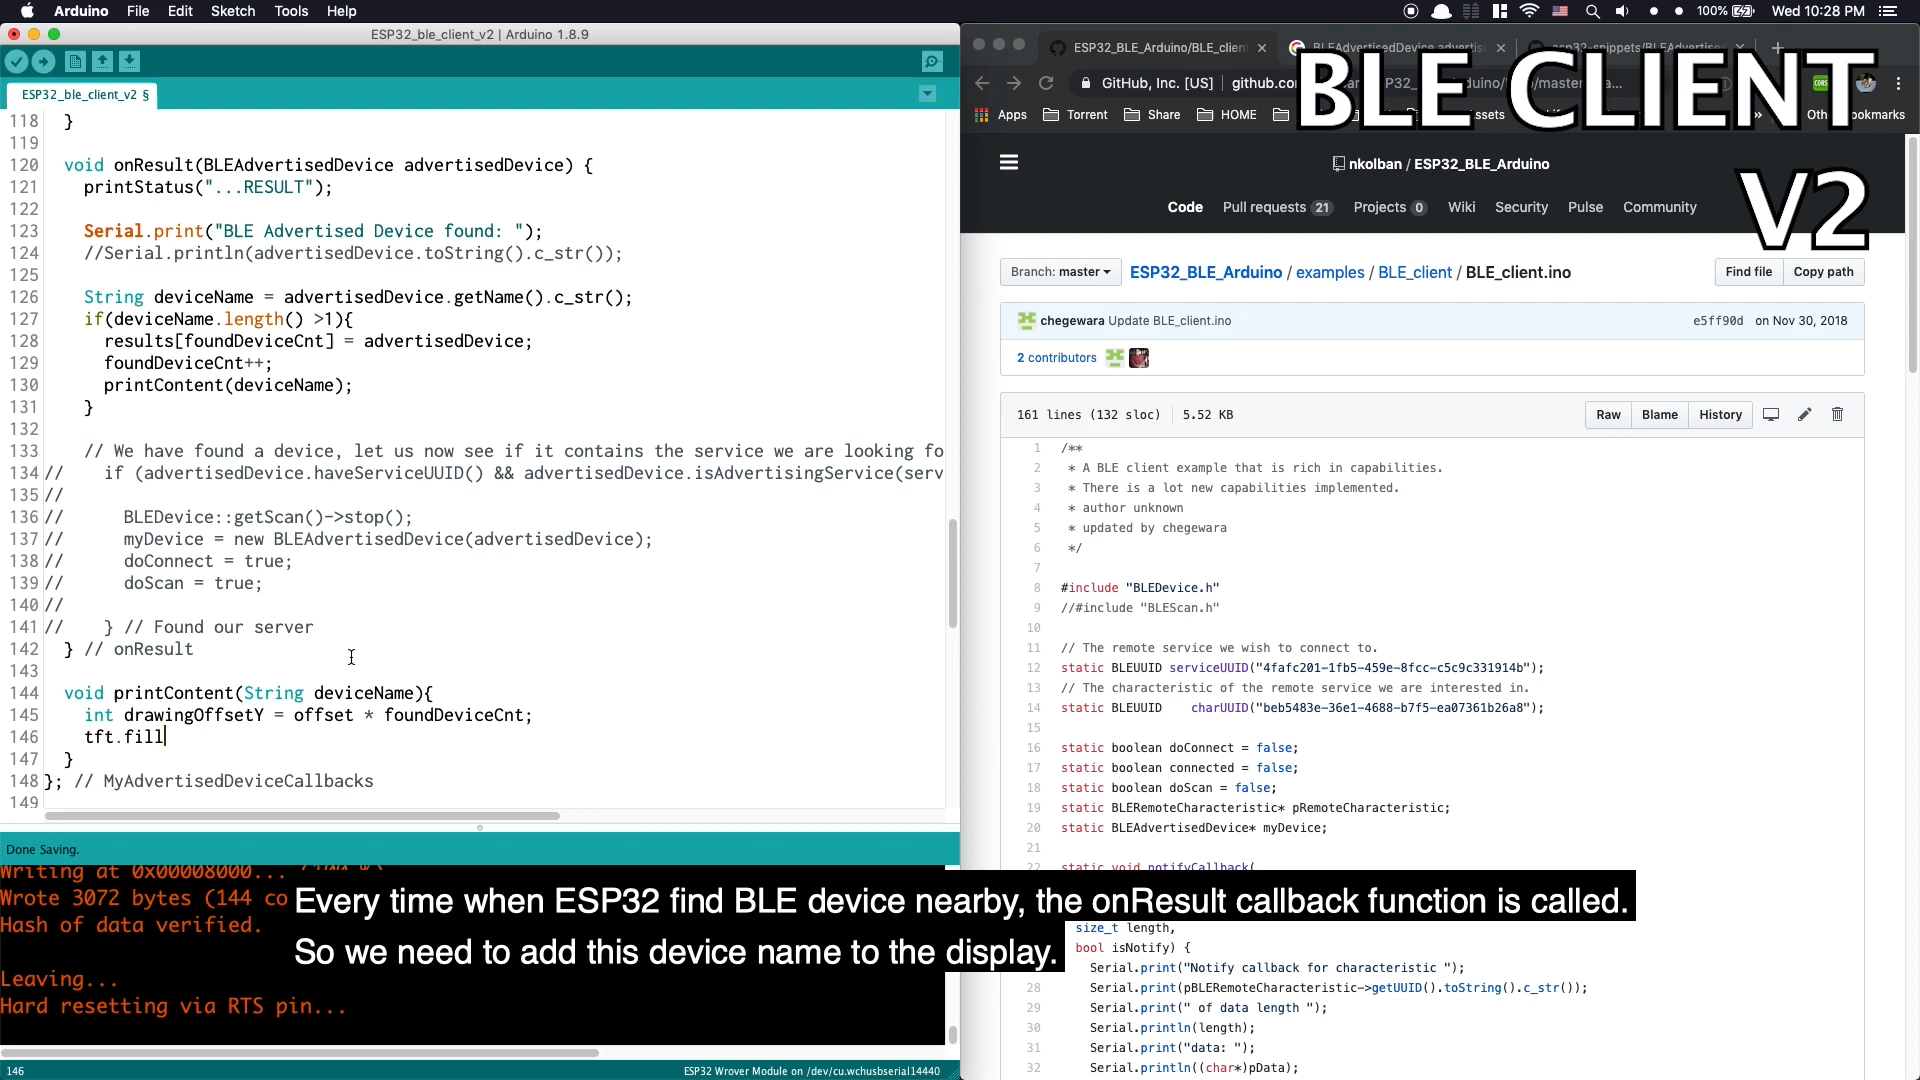 Arduino File Edit Sketch Tools Help
100% Wed 10:28 PM
ESP32_ble_client_v2 | Arduino 1.8.9
ESP32_ble_client_v2 §
118 }
119
120 void onResult(BLEAdvertisedDevice advertisedDevice) {
121 printStatus("...RESULT");
122
123 Serial.print("BLE Advertised Device found: ");
124 //Serial.println(advertisedDevice.toString().c_str());
125
126 String deviceName = advertisedDevice.getName().c_str();
127 if(deviceName.length() >1){
128 results[foundDeviceCnt] = advertisedDevice;
129 foundDeviceCnt++;
130 printContent(deviceName);
131 }
132
133 // We have found a device, let us now see if it contains the service we are looking fo
134 // if (advertisedDevice.haveServiceUUID() && advertisedDevice.isAdvertisingService(serv
135 //
136 // BLEDevice::getScan()->stop();
137 // myDevice = new BLEAdvertisedDevice(advertisedDevice);
138 // doConnect = true;
139 // doScan = true;
140 //
141 // } // Found our server
142 } // onResult
143
144 void printContent(String deviceName){
145 int drawingOffsetY = offset * foundDeviceCnt;
146 tft.fill
147 }
148 }; // MyAdvertisedDeviceCallbacks
149
Done Saving.
Writing at 0x00008000... (100 %)
Wrote 3072 bytes (144 co
Hash of data verified.
Leaving...
Hard resetting via RTS pin...
146 ESP32 Wrover Module on /dev/cu.wchusbserial14440
ESP32_BLE_Arduino/BLE_clien
BLEAdvertisedDevice advertis
esp32-snippets/BLEAdvertise
GitHub, Inc. [US] github.co
Apps Torrent Share HOME
BLE CLIENT
V2
nkolban / ESP32_BLE_Arduino
Code Pull requests 21 Projects 0 Wiki Security Pulse Community
Branch: master ESP32_BLE_Arduino / examples / BLE_client / BLE_client.ino Find file Copy path
chegewara Update BLE_client.ino e5ff90d on Nov 30, 2018
2 contributors
161 lines (132 sloc) 5.52 KB Raw Blame History
1 /**
2 * A BLE client example that is rich in capabilities.
3 * There is a lot new capabilities implemented.
4 * author unknown
5 * updated by chegewara
6 */
7
8 #include "BLEDevice.h"
9 //#include "BLEScan.h"
10
11 // The remote service we wish to connect to.
12 static BLEUUID serviceUUID("4fafc201-1fb5-459e-8fcc-c5c9c331914b");
13 // The characteristic of the remote service we are interested in.
14 static BLEUUID charUUID("beb5483e-36e1-4688-b7f5-ea07361b26a8");
15
16 static boolean doConnect = false;
17 static boolean connected = false;
18 static boolean doScan = false;
19 static BLERemoteCharacteristic* pRemoteCharacteristic;
20 static BLEAdvertisedDevice* myDevice;
21
22 static void notifyCallback(
Every time when ESP32 find BLE device nearby, the onResult callback function is called.
So we need to add this device name to the display.
size_t length,
bool isNotify) {
Serial.print("Notify callback for characteristic ");
28 Serial.print(pBLERemoteCharacteristic->getUUID().toString().c_str());
29 Serial.print(" of data length ");
30 Serial.println(length);
31 Serial.print("data: ");
32 Serial.println((char*)pData);